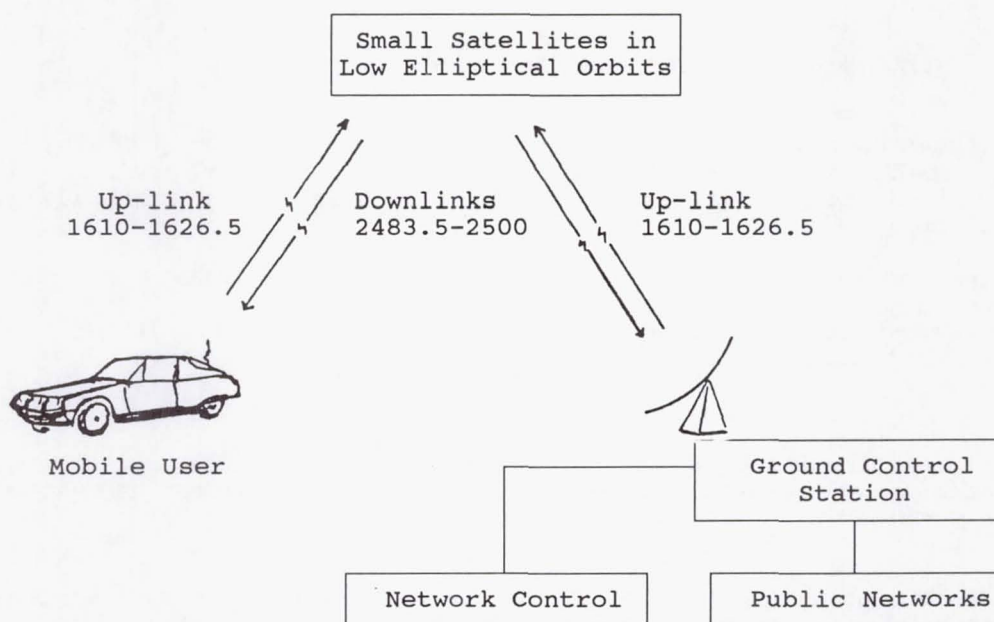 Small Satellites in
Low Elliptical Orbits
Up-link
1610-1626.5
Downlinks
2483.5-2500
Up-link
1610-1626.5
Mobile User
Ground Control
Station
Network Control
Public Networks